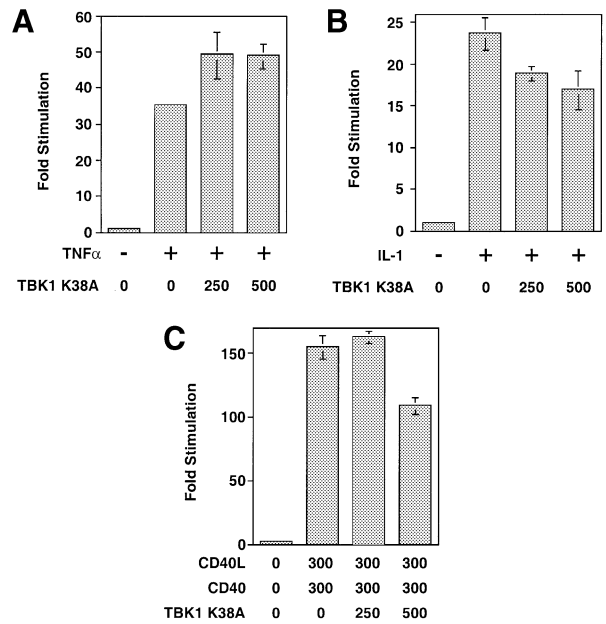 A
Fold Stimulation
60
50
40
30
20
10
0
TNFα - + + +
TBK1 K38A 0 0 250 500
B
Fold Stimulation
25
20
15
10
5
0
IL-1 - + + +
TBK1 K38A 0 0 250 500
C
Fold Stimulation
150
100
50
0
CD40L 0 300 300 300
CD40 0 300 300 300
TBK1 K38A 0 0 250 500